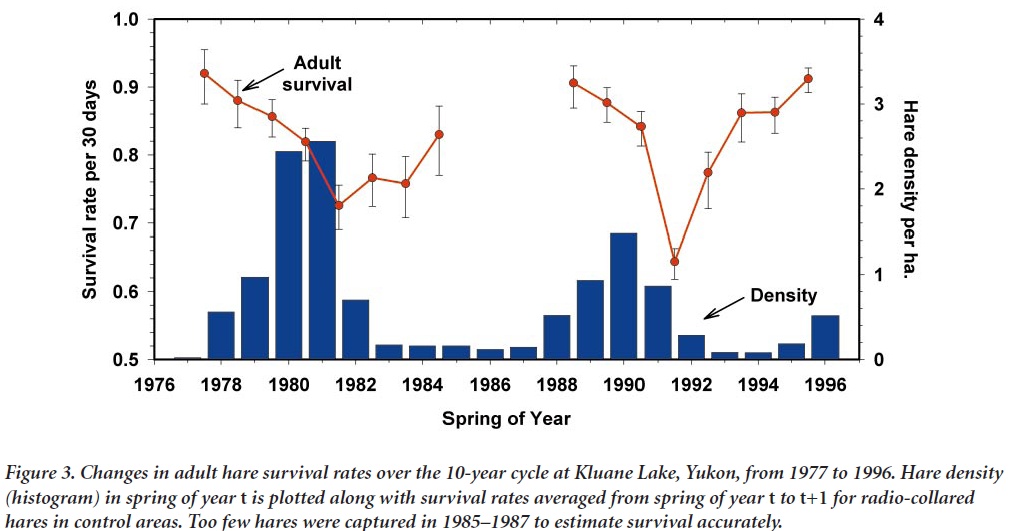 1.0
0.9
0.8
0.7
0.6
0.5
Survival rate per 30 days
Adult
survival
Density
4
3
2
1
0
Hare density per ha.
1976 1978 1980 1982 1984 1986 1988 1990 1992 1994 1996
Spring of Year
Figure 3. Changes in adult hare survival rates over the 10-year cycle at Kluane Lake, Yukon, from 1977 to 1996. Hare density
(histogram) in spring of year t is plotted along with survival rates averaged from spring of year t to t+1 for radio-collared
hares in control areas. Too few hares were captured in 1985–1987 to estimate survival accurately.